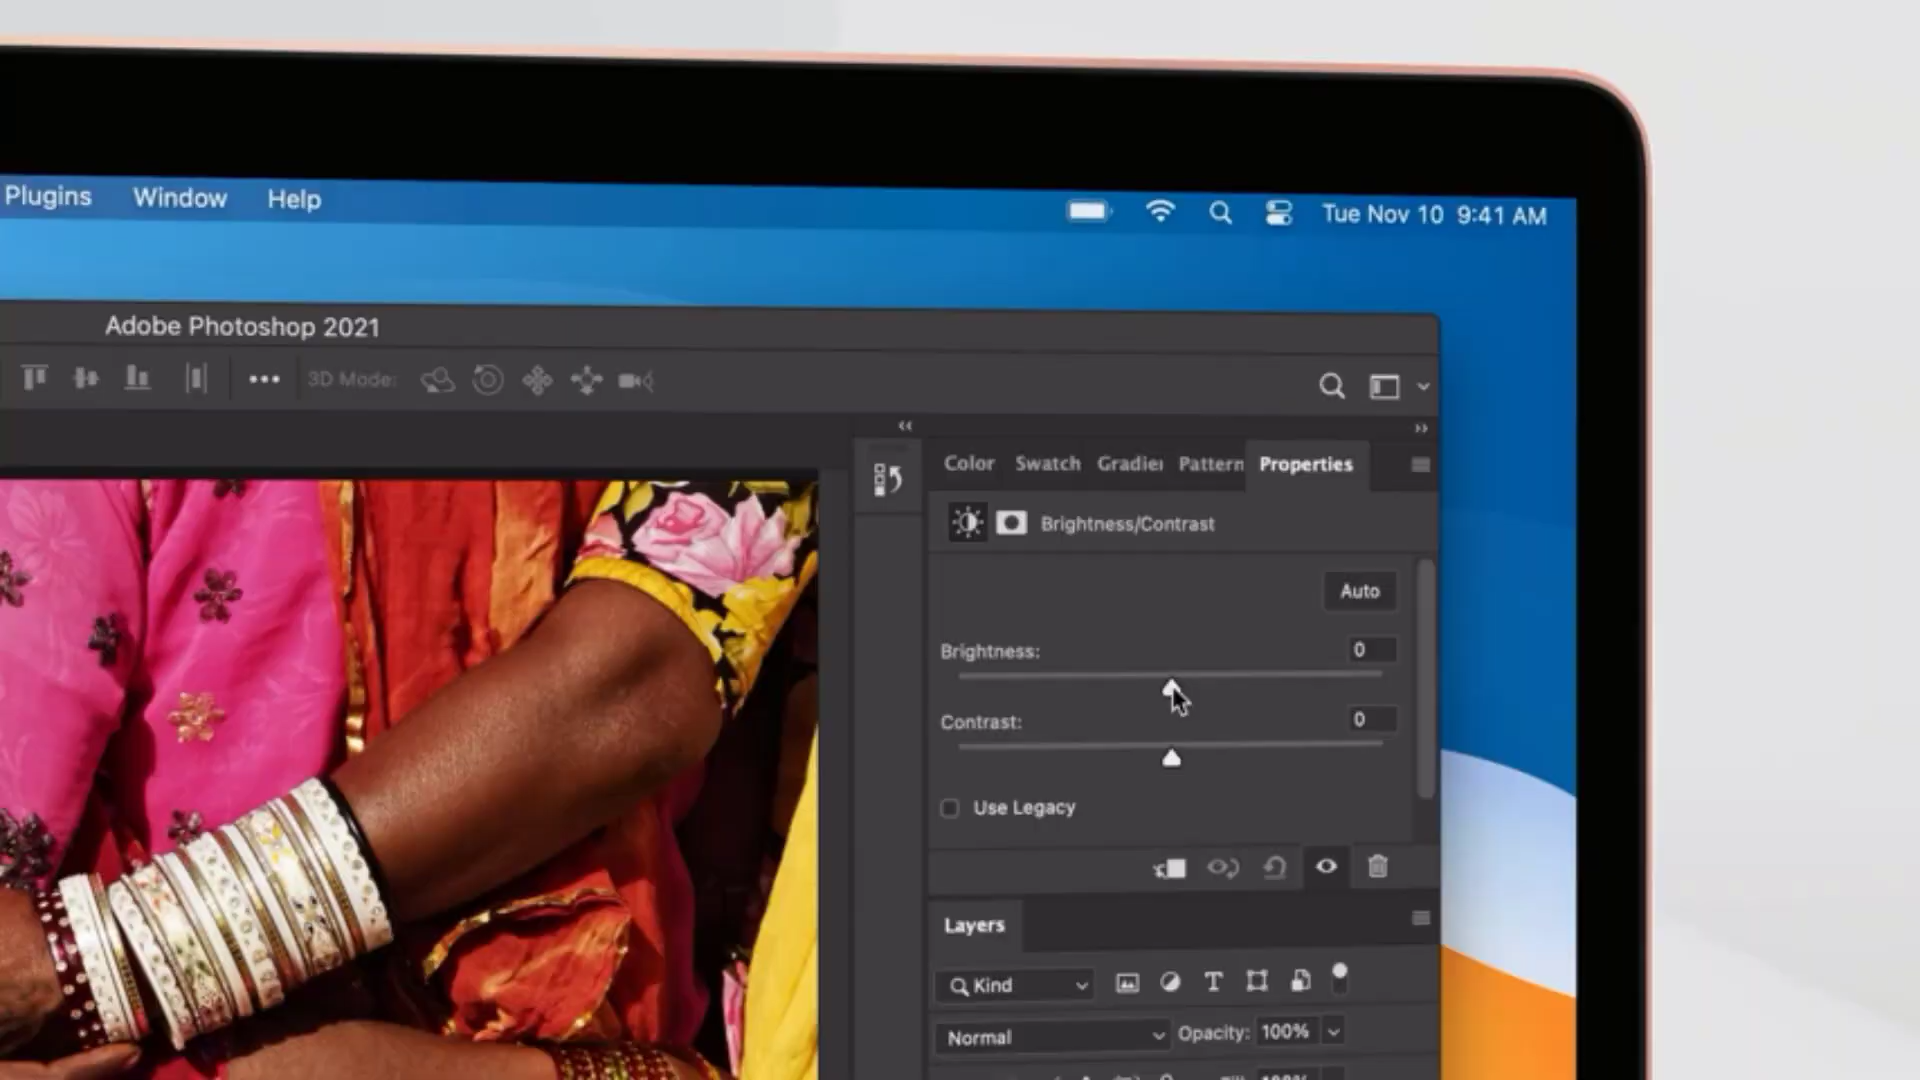 Plugins Window Help
Tue Nov 10 9:41 AM
Adobe Photoshop 2021
3D Mode:
Color Swatch Gradie Pattern Properties
Brightness/Contrast
Auto
Brightness: 0
Contrast: 0
Use Legacy
Layers
Kind
Normal Opacity: 100%